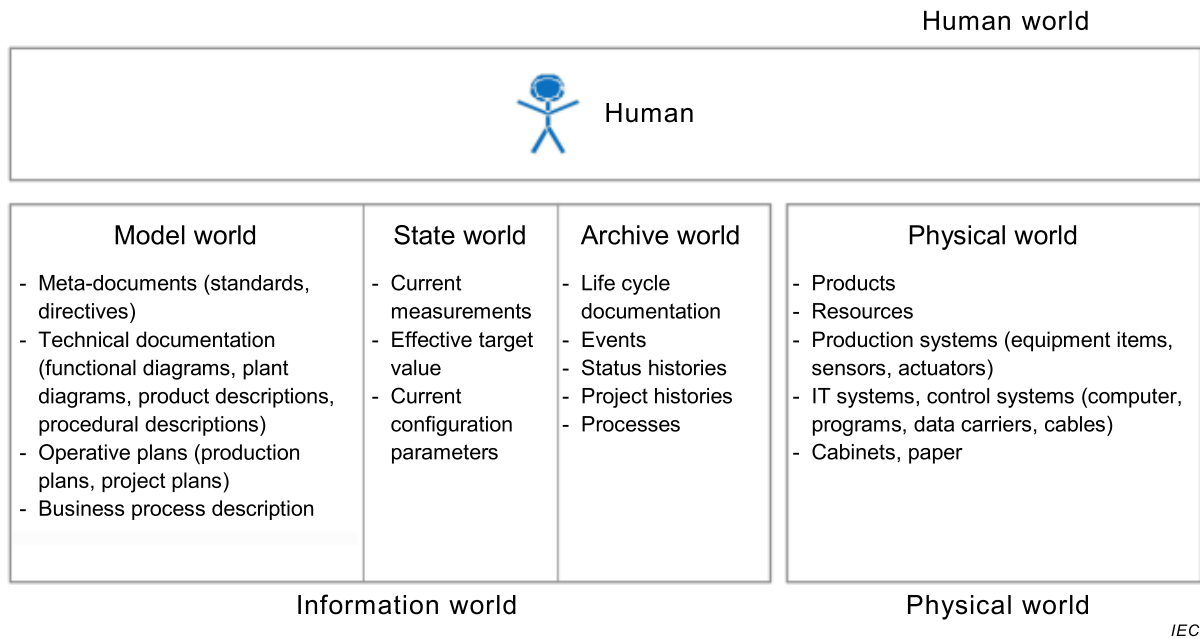 Human world
Human
Model world
- Meta-documents (standards,
directives)
- Technical documentation
(functional diagrams, plant
diagrams, product descriptions,
procedural descriptions)
- Operative plans (production
plans, project plans)
- Business process description
State world
- Current
measurements
- Effective target
value
- Current
configuration
parameters
Archive world
- Life cycle
documentation
- Events
- Status histories
- Project histories
- Processes
Information world
Physical world
- Products
- Resources
- Production systems (equipment items,
sensors, actuators)
- IT systems, control systems (computer,
programs, data carriers, cables)
- Cabinets, paper
Physical world
IEC